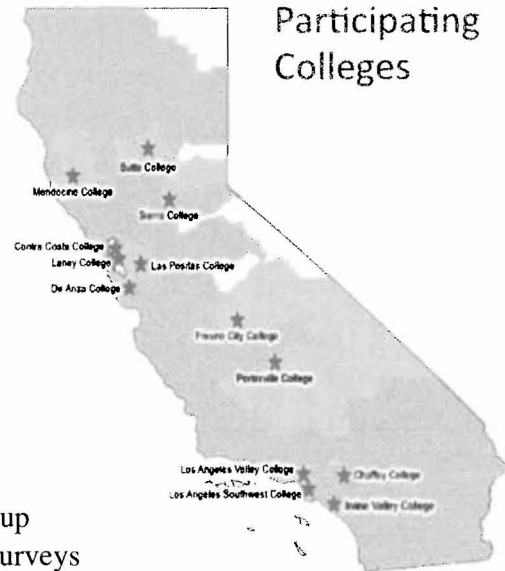 Participating
Colleges
Butte College
Mendocino College
Sierra College
Contra Costa College
Laney College
Las Positas College
De Anza College
Fresno City College
Porterville College
Los Angeles Valley College
Chaffey College
Los Angeles Southwest College
Irvine Valley College
up
urveys